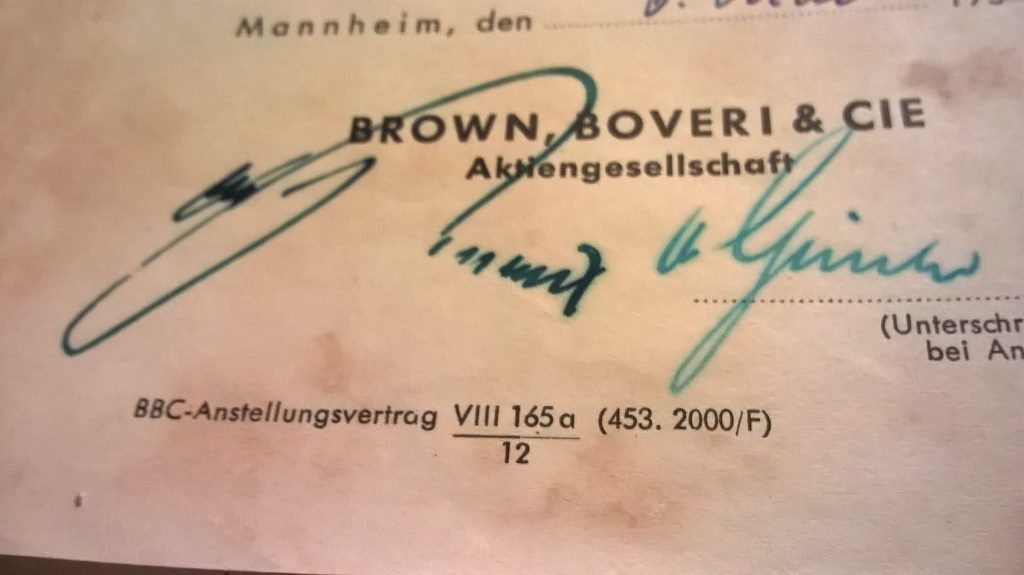 Mannheim, den
BROWN, BOVERI & CIE
Aktiengesellschaft
(Unterschr
bei An
BBC-Anstellungsvertrag VIII 165a (453. 2000/F)
12